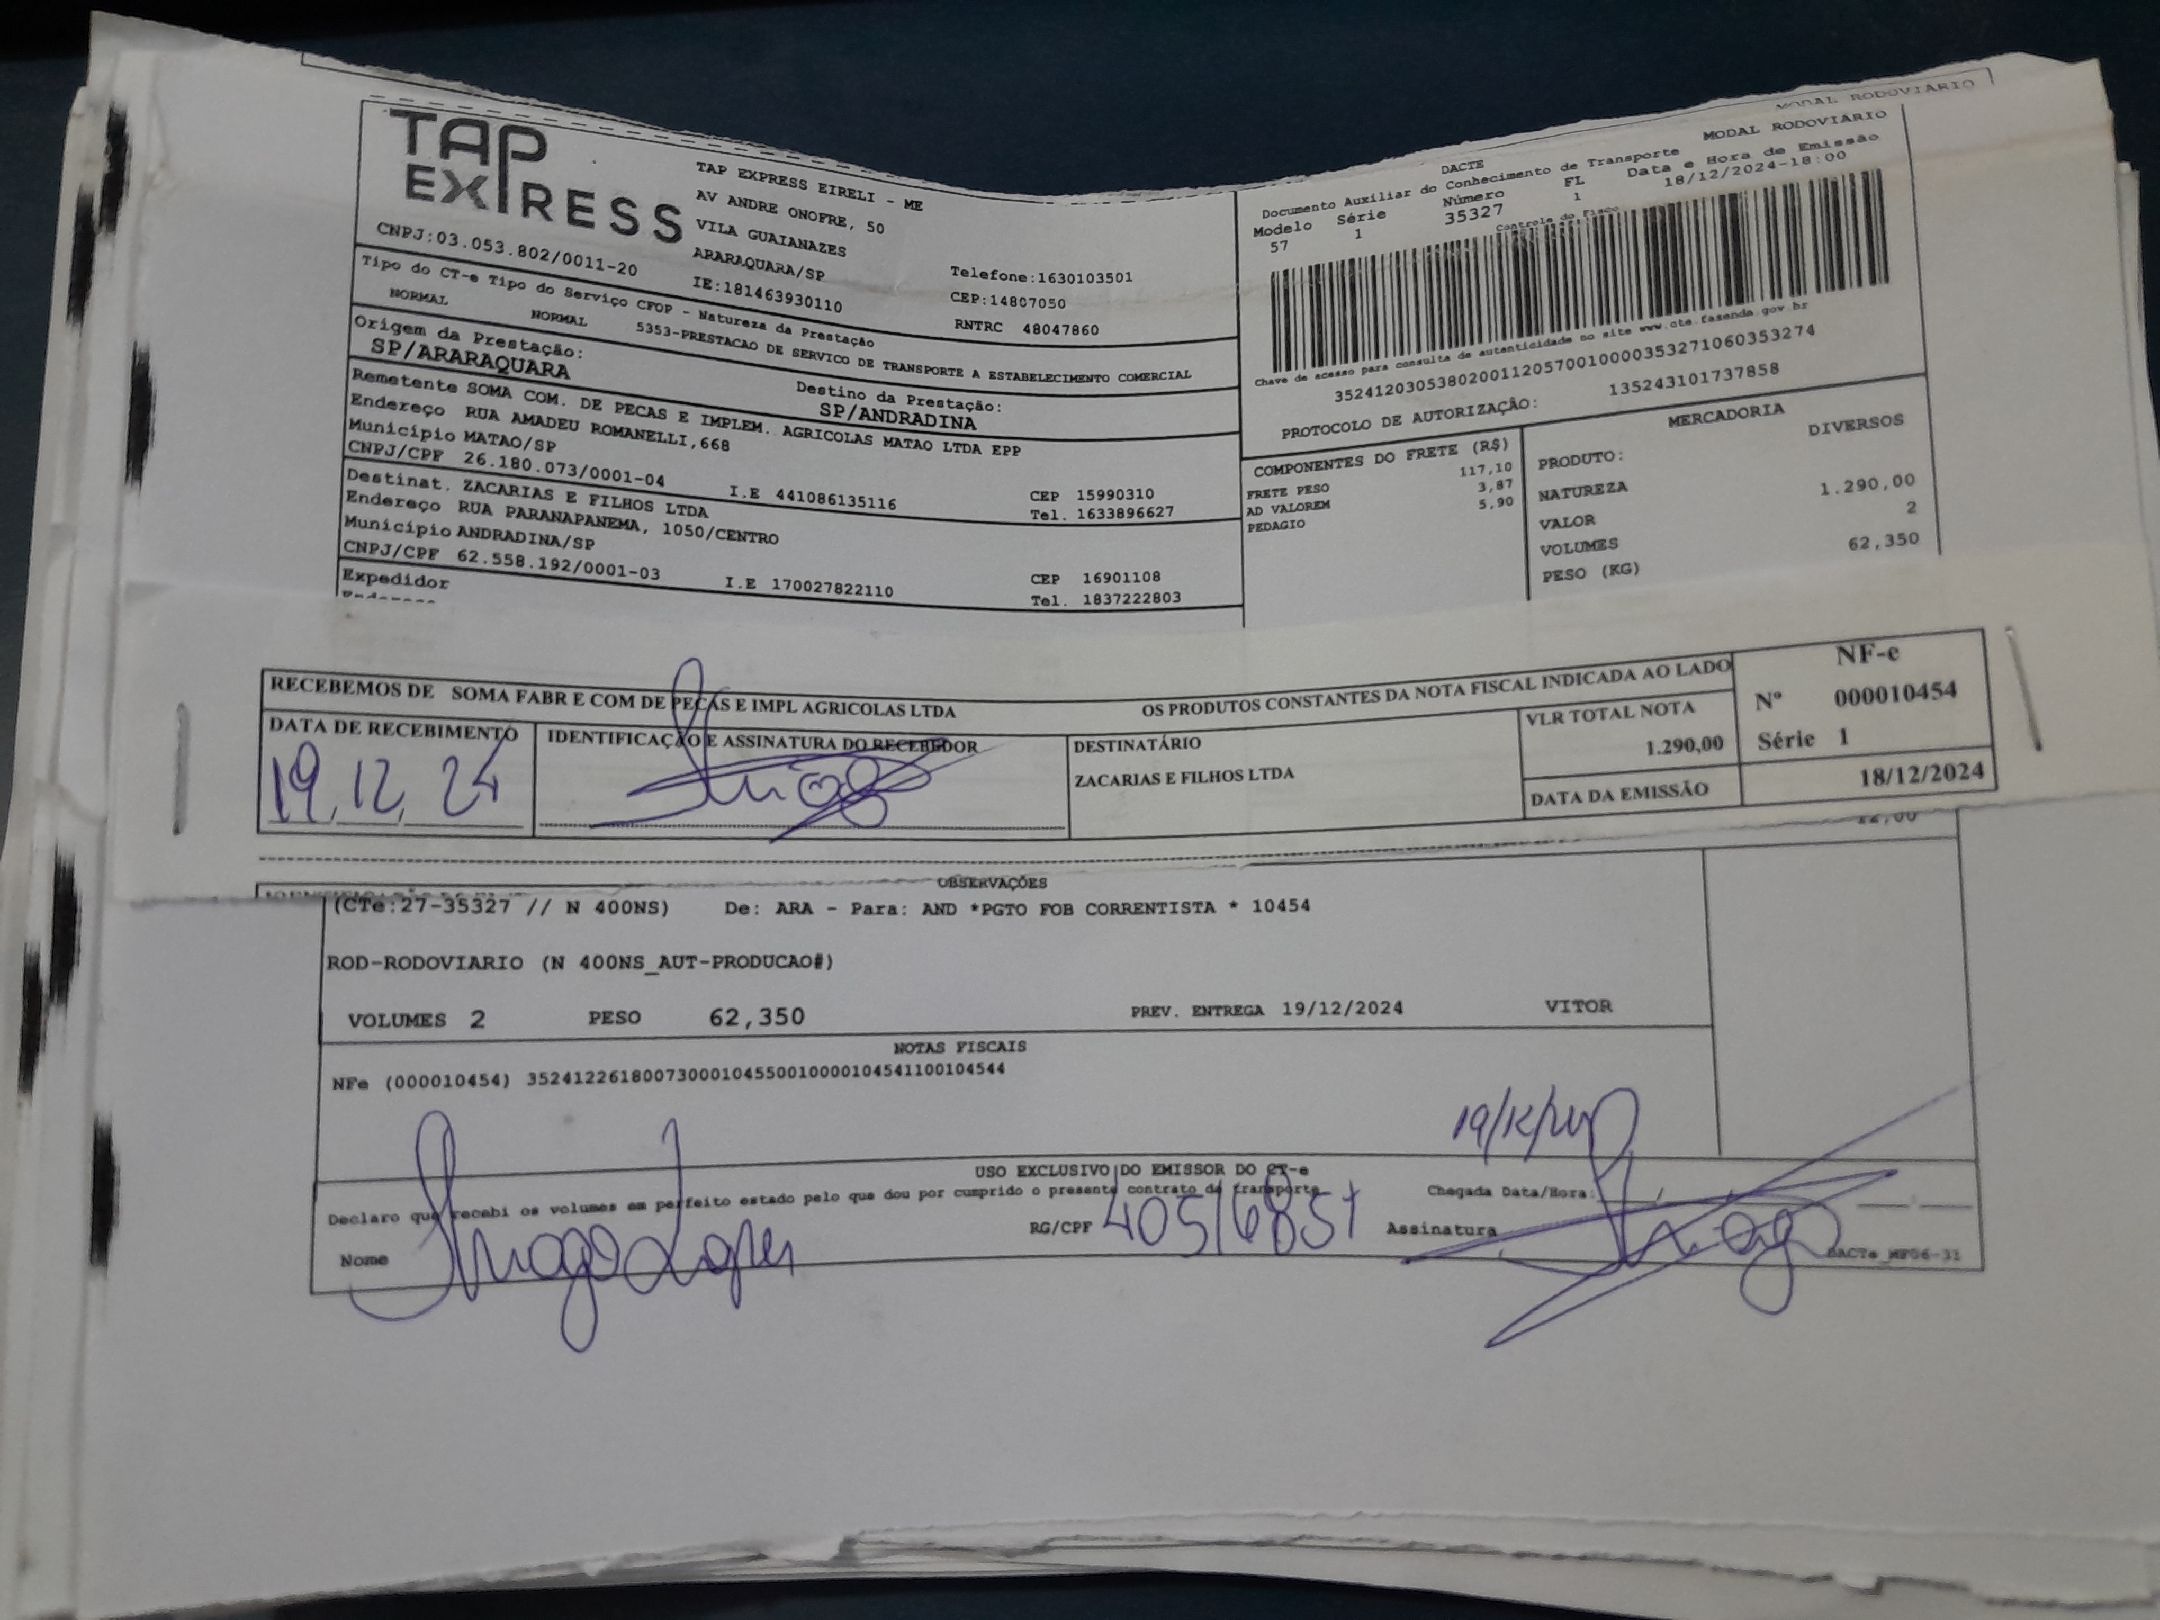 MODAL RODOVIARIO
TAP EXPRESS
CNPJ:03.053.802/0011-20
TAP EXPRESS EIRELI - ME
AV ANDRE ONOFRE, 50
VILA GUAIANAZES
ARARAQUARA/SP
IE:181463930110
Telefone:1630103501
CEP:14807050
RNTRC 48047860
DACTE
MODAL RODOVIARIO
Documento Auxiliar do Conhecimento de Transporte
Data e Hora de Emissão
18/12/2024-18:00
Modelo Série Número FL
57 1 35327 1
Controle do Fisco
Chave de acesso para consulta de autenticidade no site www.cte.fazenda.gov.br
35241203053802001120570010000353271060353274
PROTOCOLO DE AUTORIZAÇÃO: 135243101737858
Tipo do CT-e Tipo do Serviço CFOP - Natureza da Prestação
NORMAL NORMAL 5353-PRESTACAO DE SERVICO DE TRANSPORTE A ESTABELECIMENTO COMERCIAL
Origem da Prestação: Destino da Prestação:
SP/ARARAQUARA SP/ANDRADINA
Remetente SOMA COM. DE PECAS E IMPLEM. AGRICOLAS MATAO LTDA EPP
Endereço RUA AMADEU ROMANELLI,668
Município MATAO/SP CEP 15990310
CNPJ/CPF 26.180.073/0001-04 I.E 441086135116 Tel. 1633896627
Destinat. ZACARIAS E FILHOS LTDA
Endereço RUA PARANAPANEMA, 1050/CENTRO
Município ANDRADINA/SP CEP 16901108
CNPJ/CPF 62.558.192/0001-03 I.E 170027822110 Tel. 1837222803
Expedidor
COMPONENTES DO FRETE (R$)
FRETE PESO 117,10
AD VALOREM 3,87
PEDAGIO 5,90
MERCADORIA
PRODUTO: DIVERSOS
NATUREZA
VALOR 1.290,00
VOLUMES 2
PESO (KG) 62,350
RECEBEMOS DE SOMA FABR E COM DE PECAS E IMPL AGRICOLAS LTDA OS PRODUTOS CONSTANTES DA NOTA FISCAL INDICADA AO LADO
DATA DE RECEBIMENTO
19,12,24
IDENTIFICAÇÃO E ASSINATURA DO RECEBEDOR
DESTINATÁRIO
ZACARIAS E FILHOS LTDA
VLR TOTAL NOTA
1.290,00
DATA DA EMISSÃO 18/12/2024
NF-e
Nº 000010454
Série 1
OBSERVAÇÕES
(CTe:27-35327 // N 400NS) De: ARA - Para: AND *PGTO FOB CORRENTISTA * 10454
ROD-RODOVIARIO (N 400NS_AUT-PRODUCAO#)
VOLUMES 2 PESO 62,350 PREV. ENTREGA 19/12/2024 VITOR
NOTAS FISCAIS
NFe (000010454) 35241226180073000104550010000104541100104544
USO EXCLUSIVO DO EMISSOR DO CT-e
Declaro que recebi os volumes em perfeito estado pelo que dou por cumprido o presente contrato de transporte
Chegada Data/Hora:
Nome
RG/CPF
Assinatura
DACTe_MP06-31